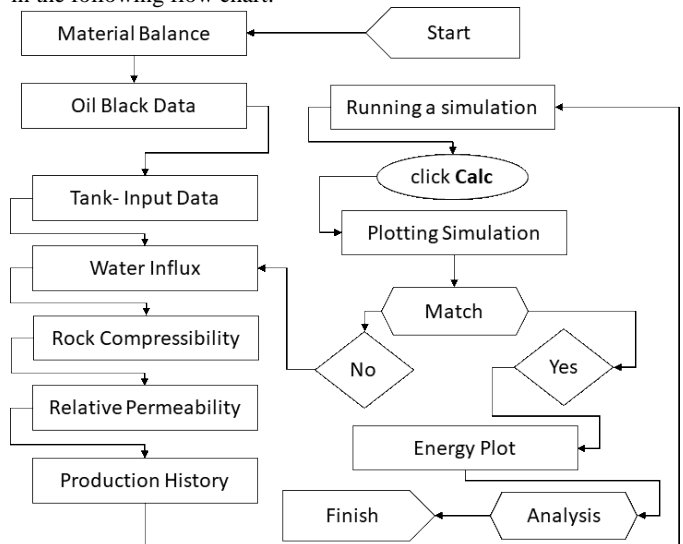 in the following flow chart.
Start
Material Balance
Oil Black Data
Tank- Input Data
Water Influx
Rock Compressibility
Relative Permeability
Production History
Running a simulation
click Calc
Plotting Simulation
Match
No
Yes
Energy Plot
Analysis
Finish